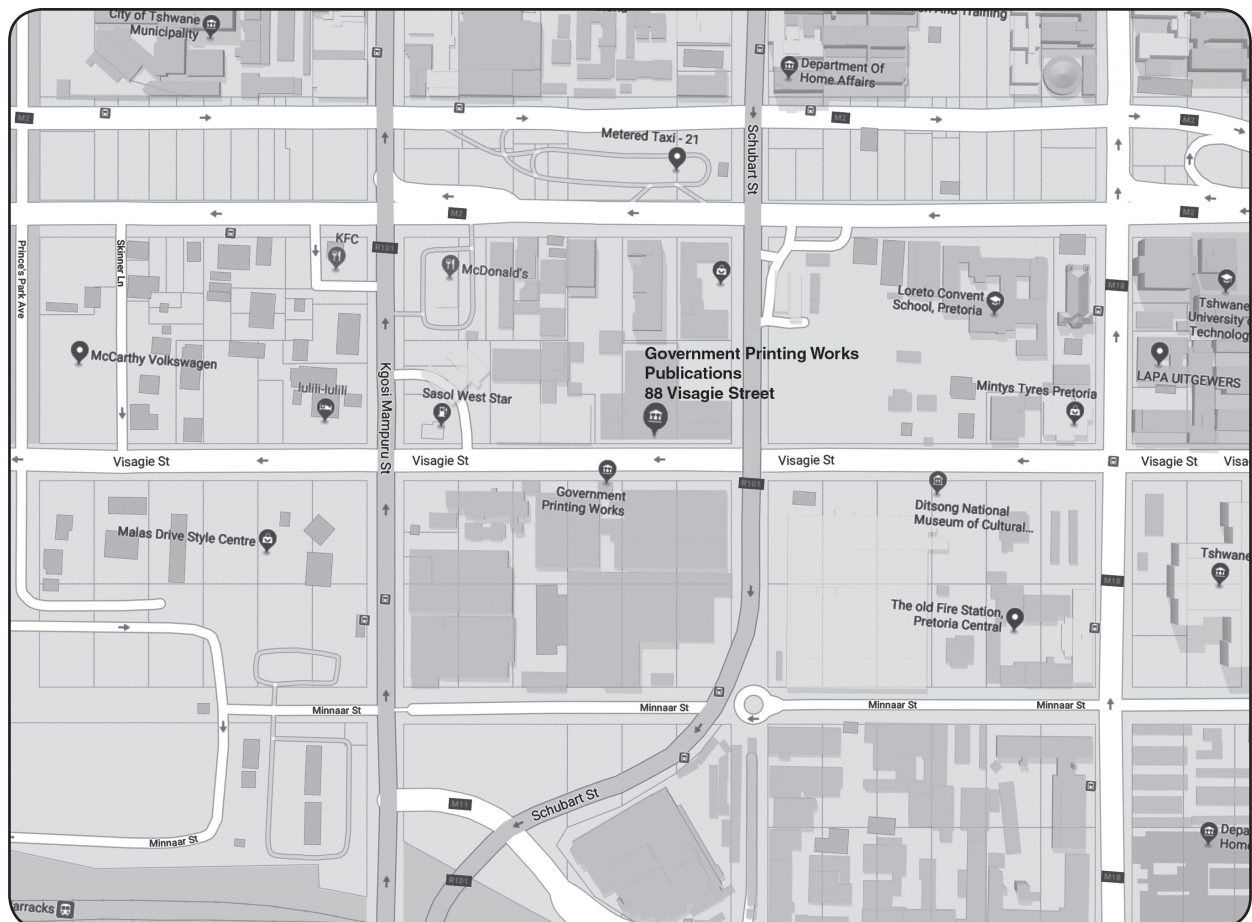 City of Tshwane
Municipality
Department Of
Home Affairs
M2
M2
M2
Metered Taxi - 21
Schubart St
M2
M2
Prince's Park Ave
Skinner Ln
KFC
R101
McDonald's
Loreto Convent
School, Pretoria
M18
Tshwane
University
Technolog
McCarthy Volkswagen
Government Printing Works
Publications
88 Visagie Street
LAPA UITGEWERS
lulili-lulili
Kgosi Mampuru St
Sasol West Star
Mintys Tyres Pretoria
Visagie St
Visagie St
Visagie St
Visagie St
Visa
Government
Printing Works
R101
Ditsong National
Museum of Cultural...
Malas Drive Style Centre
Tshwane
M18
The old Fire Station,
Pretoria Central
Minnaar St
Minnaar St
Minnaar St
Minnaar St
M11
Schubart St
Minnaar St
Depa
Home
R101
M18
arracks